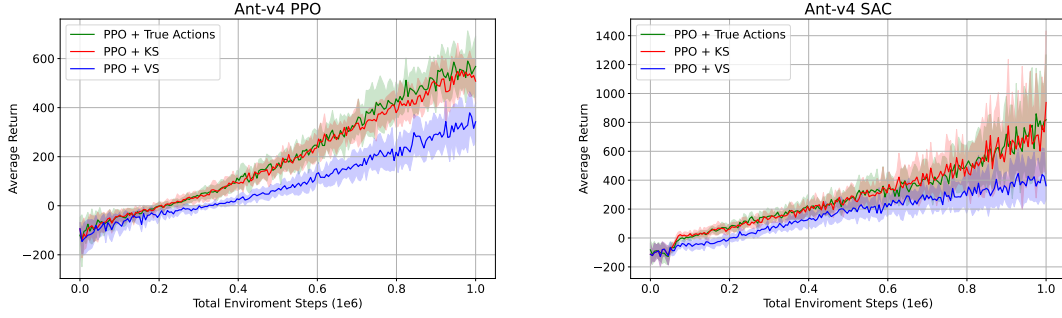 Ant-v4 PPO
PPO + True Actions
PPO + KS
PPO + VS
Average Return
600
400
200
0
−200
0.0 0.2 0.4 0.6 0.8 1.0
Total Enviroment Steps (1e6)
Ant-v4 SAC
PPO + True Actions
PPO + KS
PPO + VS
Average Return
1400
1200
1000
800
600
400
200
0
−200
0.0 0.2 0.4 0.6 0.8 1.0
Total Enviroment Steps (1e6)